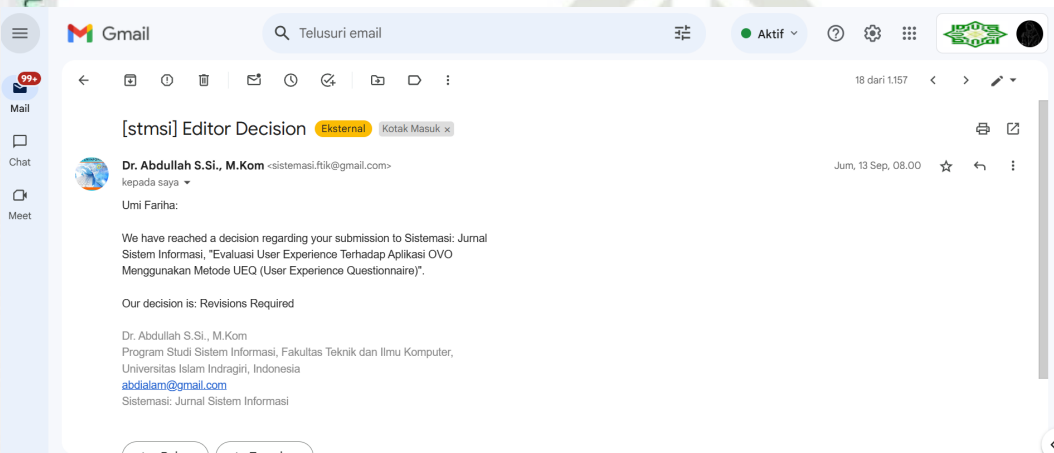 Gmail
Telusuri email
Aktif
99+
Mail
Chat
Meet
18 dari 1.157
[stmsi] Editor Decision Eksternal Kotak Masuk ×
Dr. Abdullah S.Si., M.Kom <sistemasi.ftik@gmail.com>
Jum, 13 Sep, 08.00
kepada saya
Umi Fariha:
We have reached a decision regarding your submission to Sistemasi: Jurnal
Sistem Informasi, "Evaluasi User Experience Terhadap Aplikasi OVO
Menggunakan Metode UEQ (User Experience Questionnaire)".
Our decision is: Revisions Required
Dr. Abdullah S.Si., M.Kom
Program Studi Sistem Informasi, Fakultas Teknik dan Ilmu Komputer,
Universitas Islam Indragiri, Indonesia
abdialam@gmail.com
Sistemasi: Jurnal Sistem Informasi